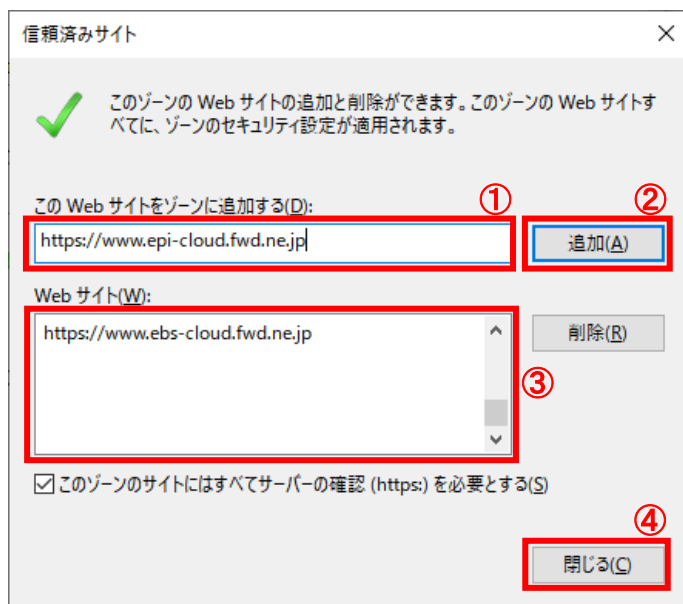 信頼済みサイト
このゾーンの Web サイトの追加と削除ができます。このゾーンの Web サイトす
べてに、ゾーンのセキュリティ設定が適用されます。
①
②
この Web サイトをゾーンに追加する(D):
https://www.epi-cloud.fwd.ne.jp
追加(A)
Web サイト(W):
https://www.ebs-cloud.fwd.ne.jp
削除(R)
③
このゾーンのサイトにはすべてサーバーの確認 (https:) を必要とする(S)
④
閉じる(C)